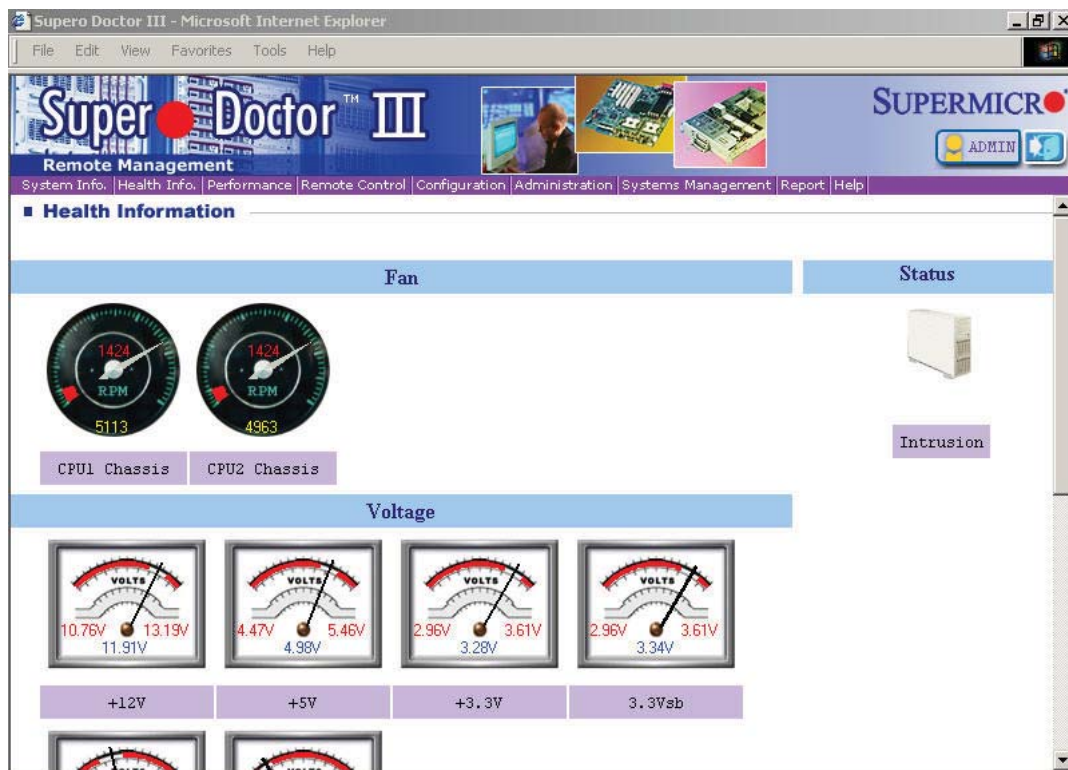 Supero Doctor III - Microsoft Internet Explorer
File Edit View Favorites Tools Help
Super Doctor™ III
SUPERMICR
Remote Management
ADMIN
System Info. Health Info. Performance Remote Control Configuration Administration Systems Management Report Help
Health Information
Fan
Status
1424
RPM
5113
1424
RPM
4963
CPU1 Chassis
CPU2 Chassis
Intrusion
Voltage
VOLTS
10.76V 13.19V
11.91V
VOLTS
4.47V 5.46V
4.98V
VOLTS
2.96V 3.61V
3.28V
VOLTS
2.96V 3.61V
3.34V
+12V
+5V
+3.3V
3.3Vsb